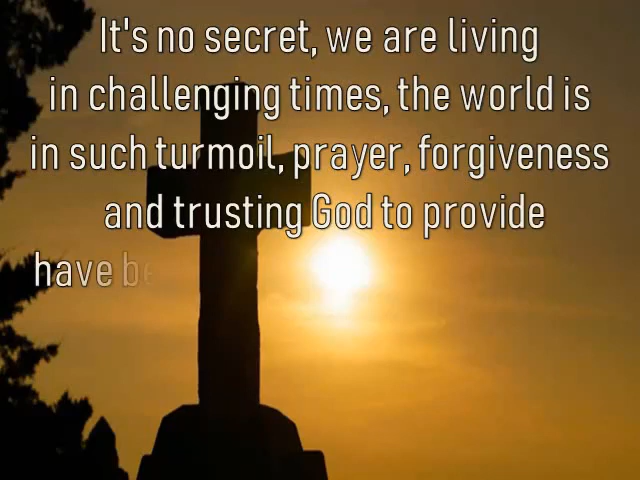 It's no secret, we are living
in challenging times, the world is
in such turmoil, prayer, forgiveness
and trusting God to provide
have be